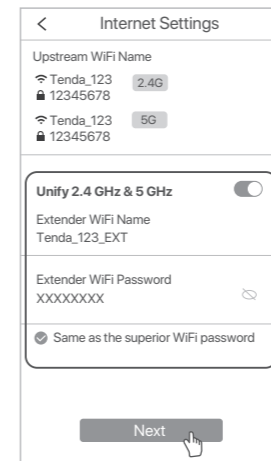 Internet Settings
Upstream WiFi Name
Tenda_123 2.4G
12345678
Tenda_123 5G
12345678
Unify 2.4 GHz & 5 GHz
Extender WiFi Name
Tenda_123_EXT
Extender WiFi Password
XXXXXXXX
Same as the superior WiFi password
Next